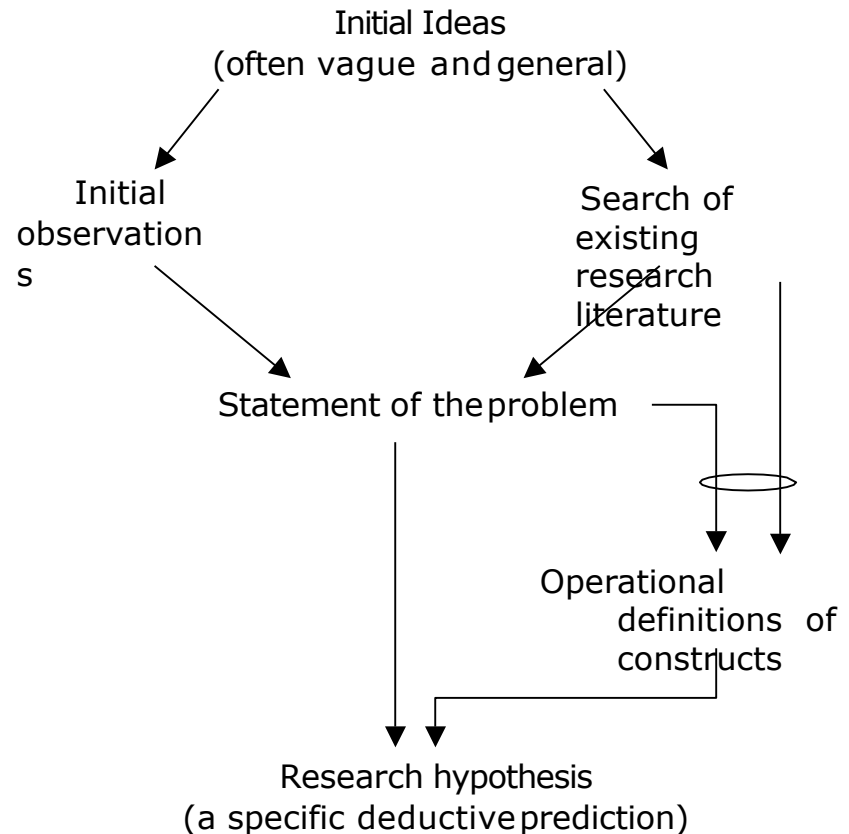 Initial Ideas
(often vague and general)
Initial
observation
s
Search of
existing
research
literature
Statement of the problem
Operational
definitions of
constructs
Research hypothesis
(a specific deductive prediction)